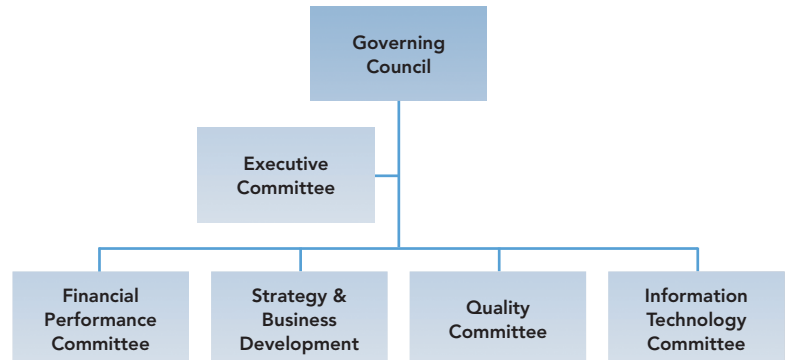 Governing
Council
Executive
Committee
Financial
Performance
Committee
Strategy &
Business
Development
Quality
Committee
Information
Technology
Committee